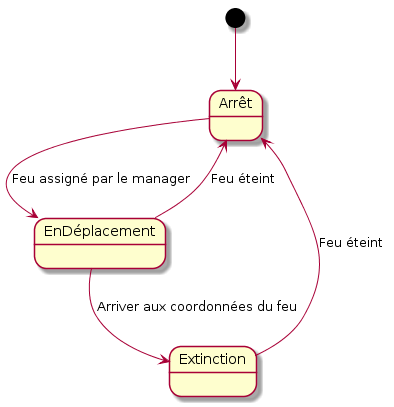 Arrêt
Feu assigné par le manager
Feu éteint
EnDéplacement
Feu éteint
Arriver aux coordonnées du feu
Extinction